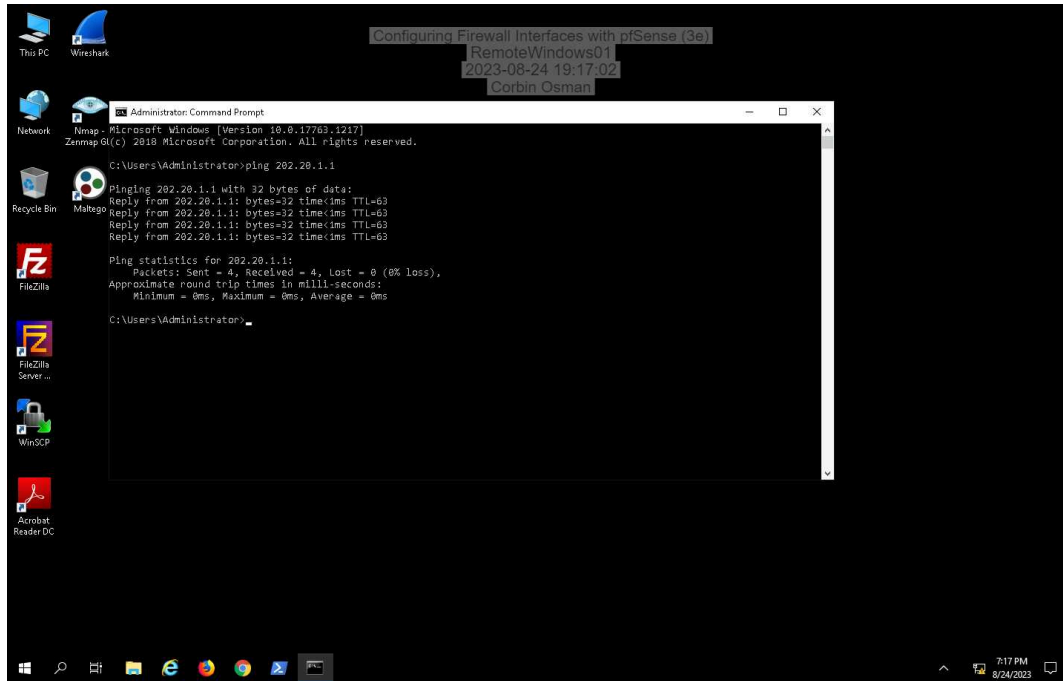 This PC
Wireshark
Configuring Firewall Interfaces with pfSense (3e)
RemoteWindows01
2023-08-24 19:17:02
Corbin Osman
Network
Nmap -
Zenmap GU
Administrator: Command Prompt
Microsoft Windows [Version 10.0.17763.1217]
(c) 2018 Microsoft Corporation. All rights reserved.
C:\Users\Administrator>ping 202.20.1.1
Pinging 202.20.1.1 with 32 bytes of data:
Reply from 202.20.1.1: bytes=32 time<1ms TTL=63
Reply from 202.20.1.1: bytes=32 time<1ms TTL=63
Reply from 202.20.1.1: bytes=32 time<1ms TTL=63
Reply from 202.20.1.1: bytes=32 time<1ms TTL=63
Ping statistics for 202.20.1.1:
Packets: Sent = 4, Received = 4, Lost = 0 (0% loss),
Approximate round trip times in milli-seconds:
Minimum = 0ms, Maximum = 0ms, Average = 0ms
C:\Users\Administrator>
Recycle Bin
Maltego
FileZilla
FileZilla
Server ...
WinSCP
Acrobat
Reader DC
7:17 PM
8/24/2023